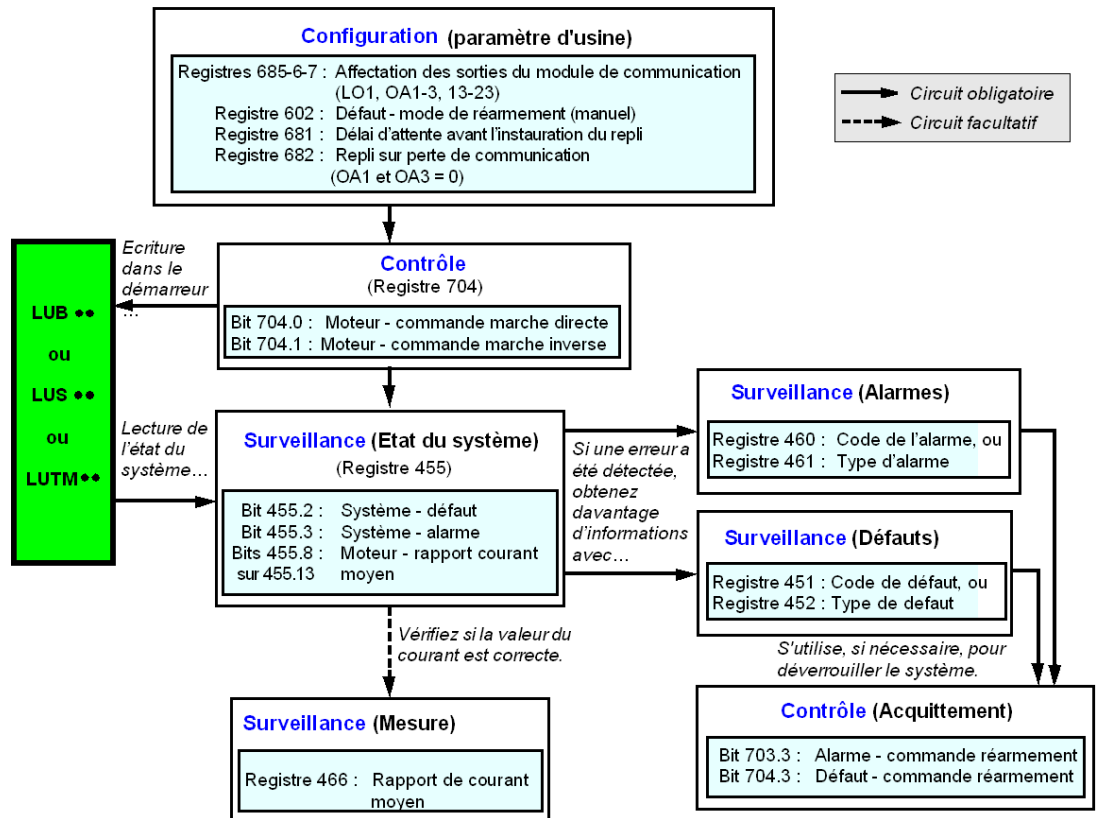 Configuration (paramètre d'usine)
Registres 685-6-7 : Affectation des sorties du module de communication
(LO1, OA1-3, 13-23)
Registre 602 : Défaut - mode de réarmement (manuel)
Registre 681 : Délai d'attente avant l'instauration du repli
Registre 682 : Repli sur perte de communication
(OA1 et OA3 = 0)
Circuit obligatoire
Circuit facultatif
Ecriture
dans le
démarreur
…
LUB ••
ou
LUS ••
ou
LUTM••
Contrôle
(Registre 704)
Bit 704.0 : Moteur - commande marche directe
Bit 704.1 : Moteur - commande marche inverse
Lecture de
l'état du
système…
Surveillance (Etat du système)
(Registre 455)
Bit 455.2 : Système - défaut
Bit 455.3 : Système - alarme
Bits 455.8 : Moteur - rapport courant
sur 455.13 moyen
Si une erreur a
été détectée,
obtenez
davantage
d'informations
avec…
Surveillance (Alarmes)
Registre 460 : Code de l'alarme, ou
Registre 461 : Type d'alarme
Surveillance (Défauts)
Registre 451 : Code de défaut, ou
Registre 452 : Type de defaut
Vérifiez si la valeur du
courant est correcte.
S'utilise, si nécessaire, pour
déverrouiller le système.
Surveillance (Mesure)
Registre 466 : Rapport de courant
moyen
Contrôle (Acquittement)
Bit 703.3 : Alarme - commande réarmement
Bit 704.3 : Défaut - commande réarmement